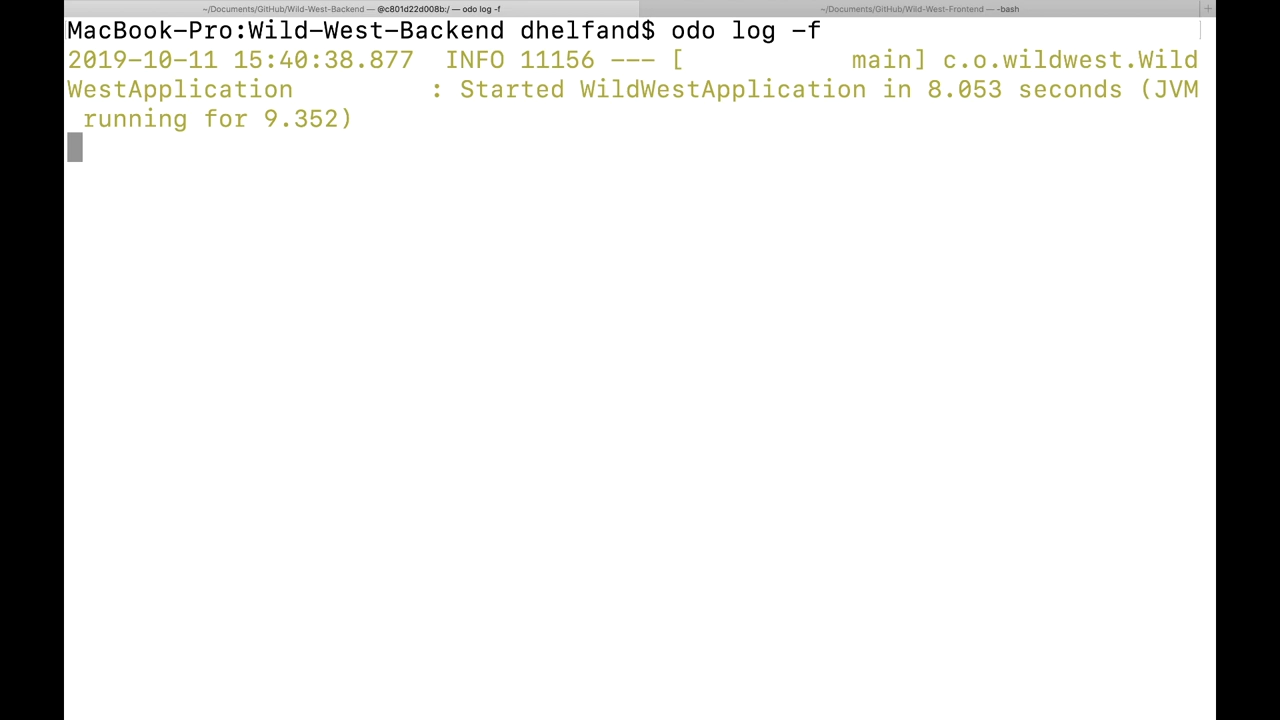 ~/Documents/GitHub/Wild-West-Backend — @c801d22d008b:/ — odo log -f
~/Documents/GitHub/Wild-West-Frontend — -bash
+
MacBook-Pro:Wild-West-Backend dhelfand$ odo log -f
2019-10-11 15:40:38.877  INFO 11156 --- [           main] c.o.wildwest.Wild
WestApplication         : Started WildWestApplication in 8.053 seconds (JVM
 running for 9.352)